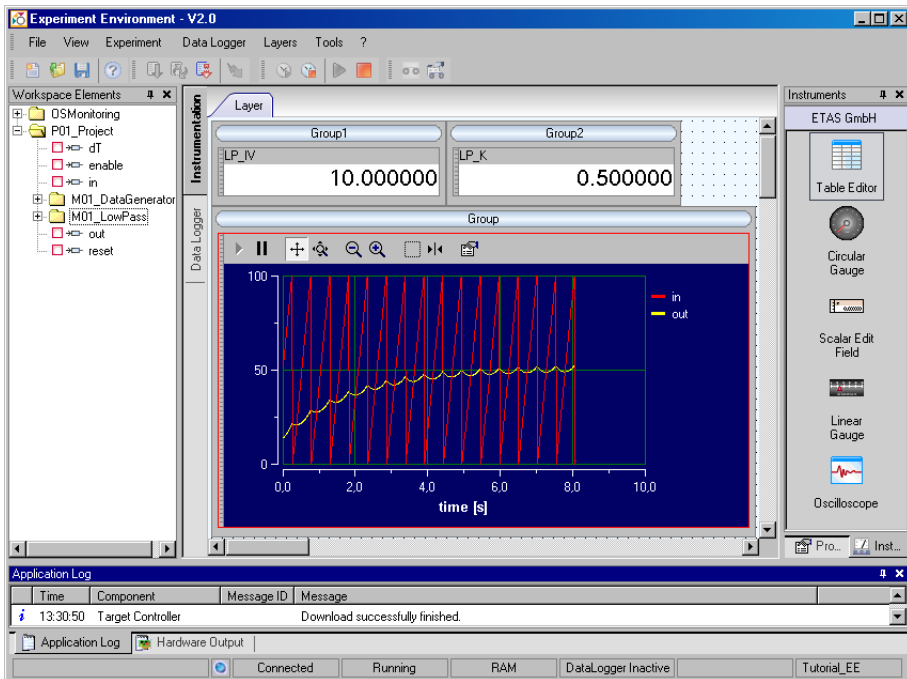 Experiment Environment - V2.0
File View Experiment Data Logger Layers Tools ?
Workspace Elements
OSMonitoring
P01_Project
dT
enable
in
M01_DataGenerator
M01_LowPass
out
reset
Instrumentation
Data Logger
Layer
Group1
Group2
LP_IV
10.000000
LP_K
0.500000
Group
100
50
0
in
out
0,0 2,0 4,0 6,0 8,0 10,0
time [s]
Instruments
ETAS GmbH
Table Editor
Circular
Gauge
Scalar Edit
Field
Linear
Gauge
Oscilloscope
Pro... Inst...
Application Log
Time Component Message ID Message
i 13:30:50 Target Controller Download successfully finished.
Application Log Hardware Output
Connected Running RAM DataLogger Inactive Tutorial_EE